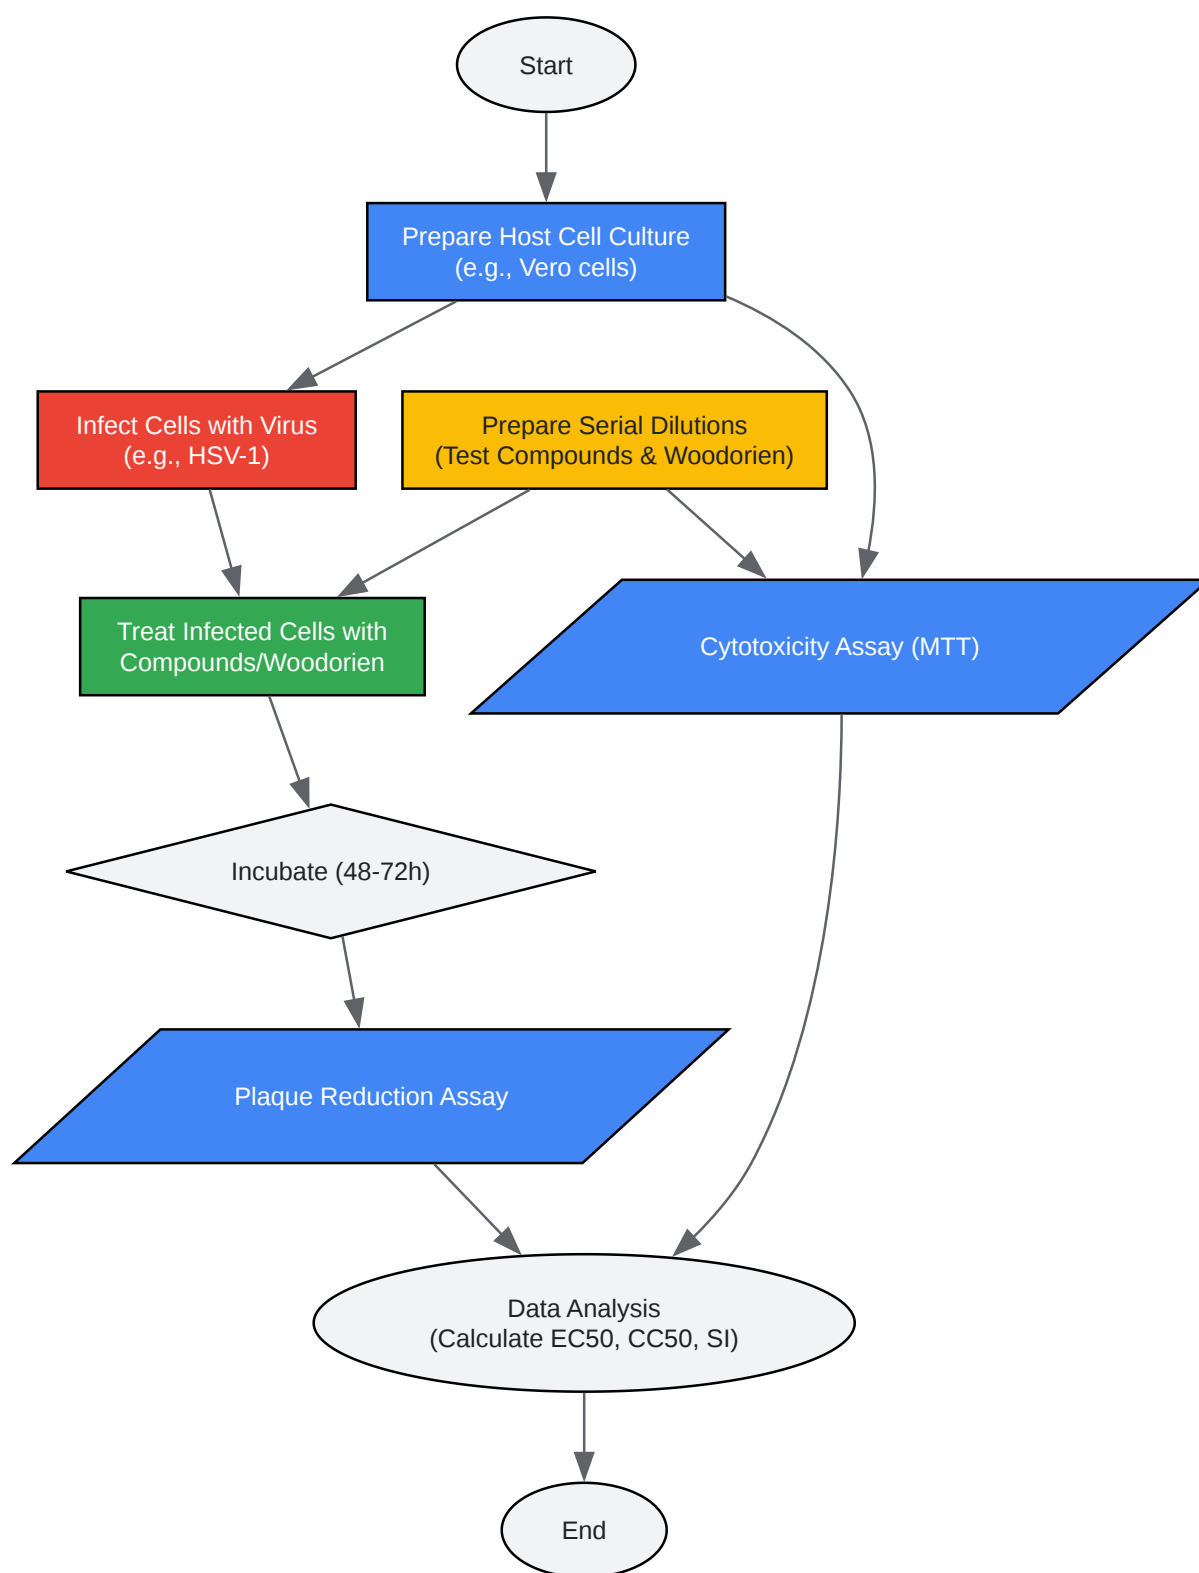 Start
Prepare Host Cell Culture
(e.g., Vero cells)
Infect Cells with Virus
(e.g., HSV-1)
Prepare Serial Dilutions
(Test Compounds & Woodorien)
Treat Infected Cells with
Compounds/Woodorien
Cytotoxicity Assay (MTT)
Incubate (48-72h)
Plaque Reduction Assay
Data Analysis
(Calculate EC50, CC50, SI)
End